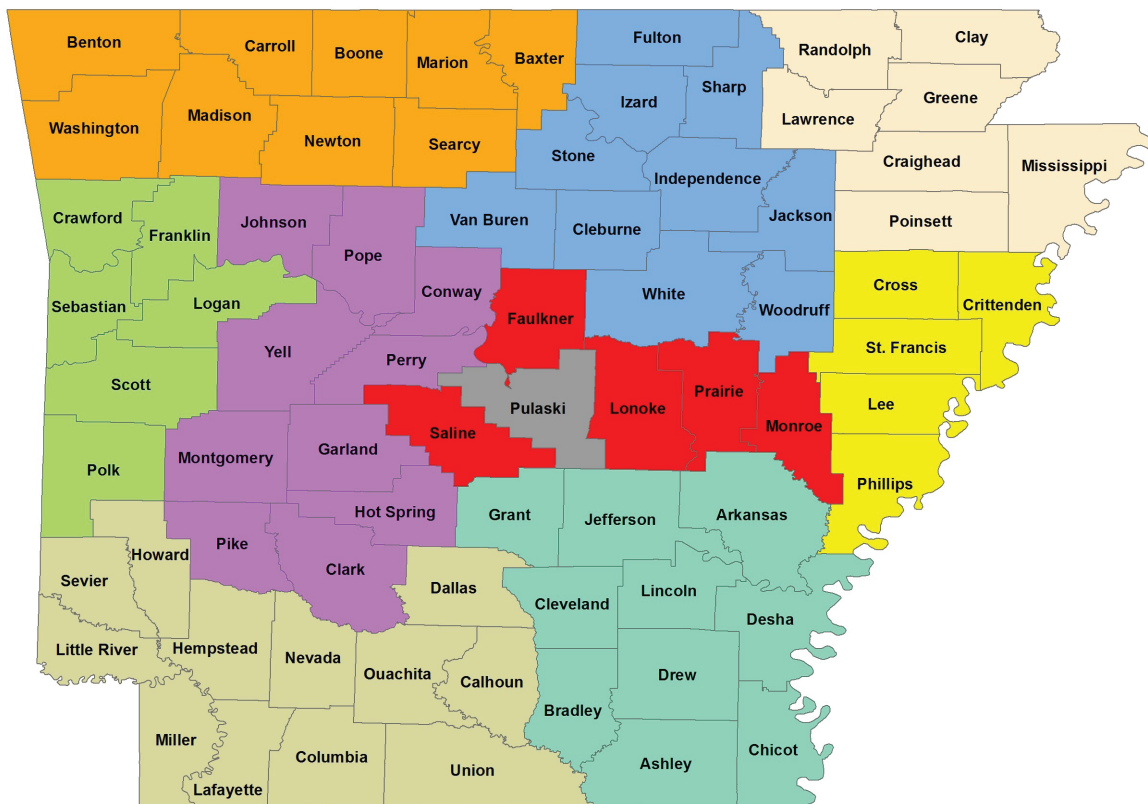 Benton
Carroll
Boone
Marion
Baxter
Fulton
Randolph
Clay
Washington
Madison
Newton
Searcy
Izard
Sharp
Lawrence
Greene
Stone
Independence
Craighead
Mississippi
Crawford
Franklin
Johnson
Pope
Van Buren
Cleburne
Jackson
Poinsett
Sebastian
Logan
Conway
Faulkner
White
Woodruff
Cross
Crittenden
Scott
Yell
Perry
Pulaski
Lonoke
Prairie
Monroe
St. Francis
Lee
Polk
Montgomery
Garland
Saline
Phillips
Hot Spring
Grant
Jefferson
Arkansas
Howard
Pike
Clark
Sevier
Dallas
Cleveland
Lincoln
Desha
Little River
Hempstead
Nevada
Ouachita
Calhoun
Bradley
Drew
Miller
Lafayette
Columbia
Union
Ashley
Chicot